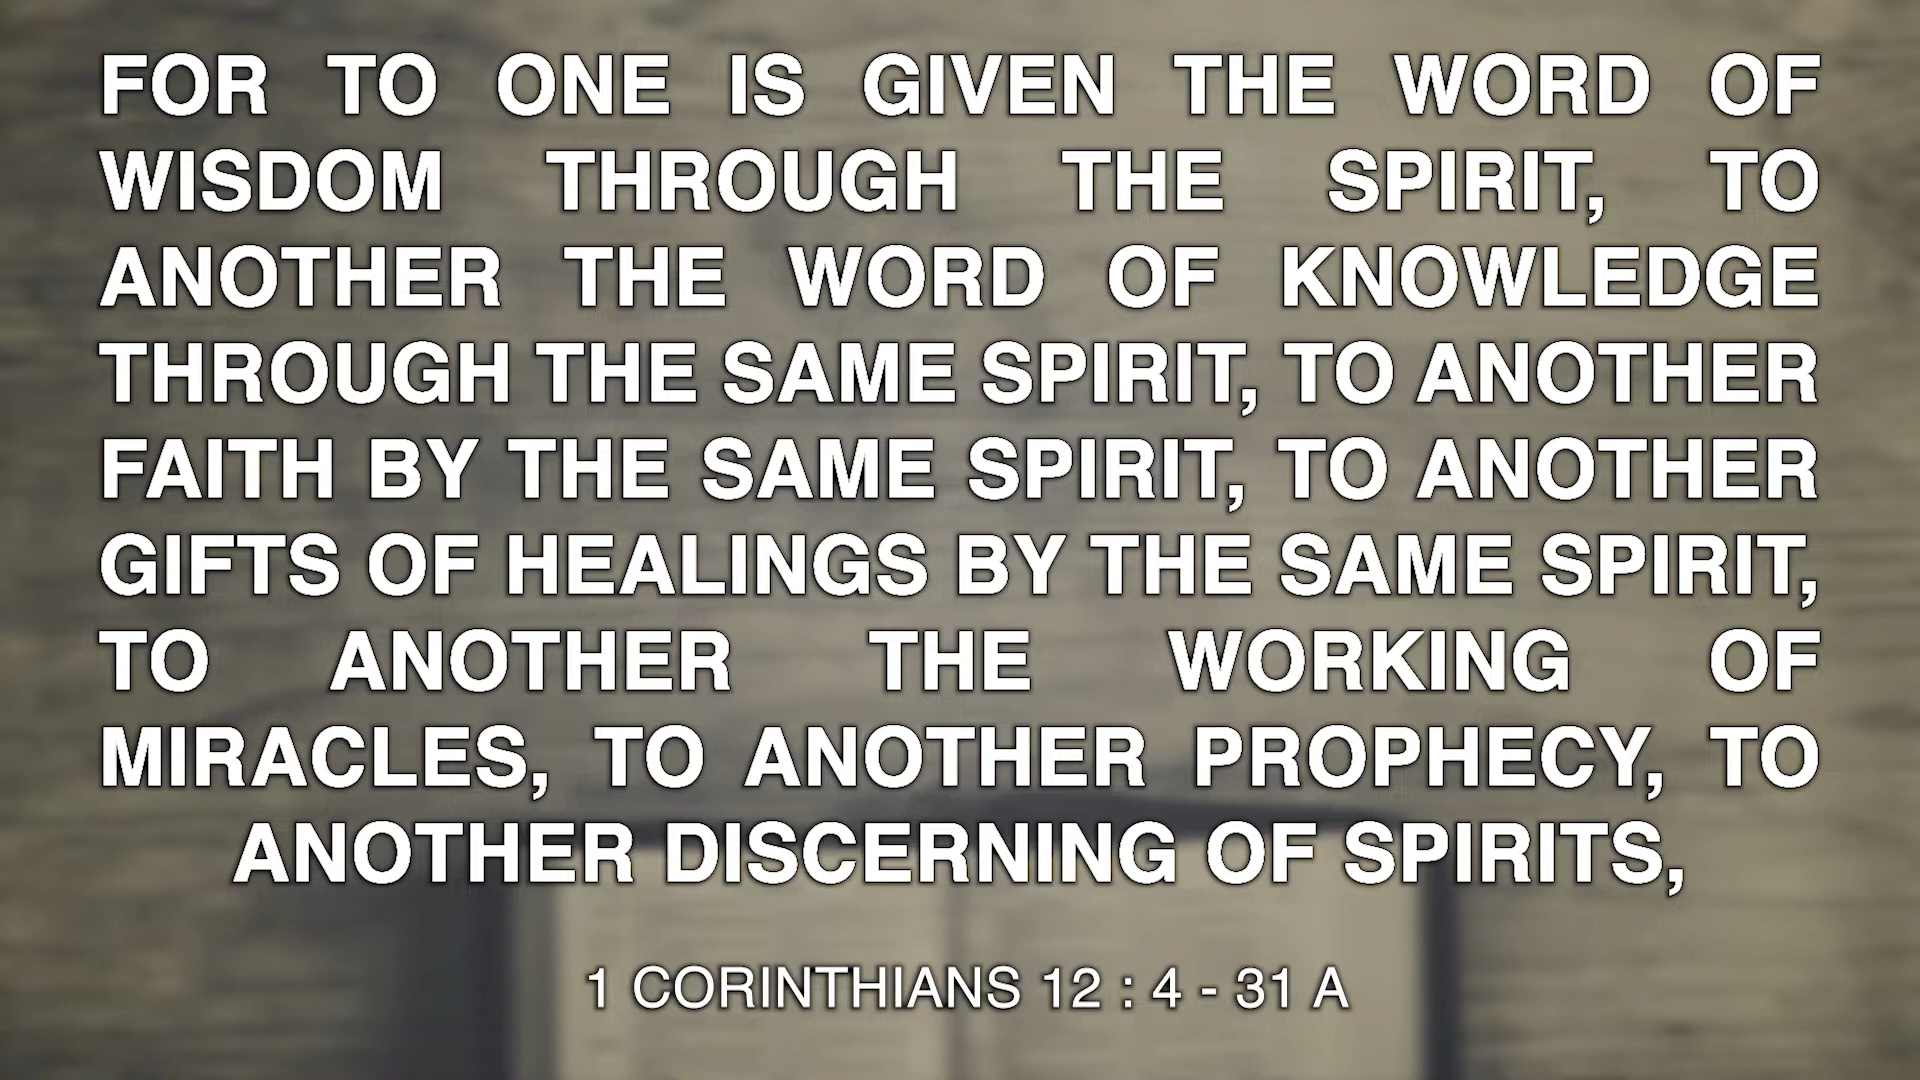 FOR TO ONE IS GIVEN THE WORD OF
WISDOM THROUGH THE SPIRIT, TO
ANOTHER THE WORD OF KNOWLEDGE
THROUGH THE SAME SPIRIT, TO ANOTHER
FAITH BY THE SAME SPIRIT, TO ANOTHER
GIFTS OF HEALINGS BY THE SAME SPIRIT,
TO ANOTHER THE WORKING OF
MIRACLES, TO ANOTHER PROPHECY, TO
ANOTHER DISCERNING OF SPIRITS,
1 CORINTHIANS 12 : 4 - 31 A